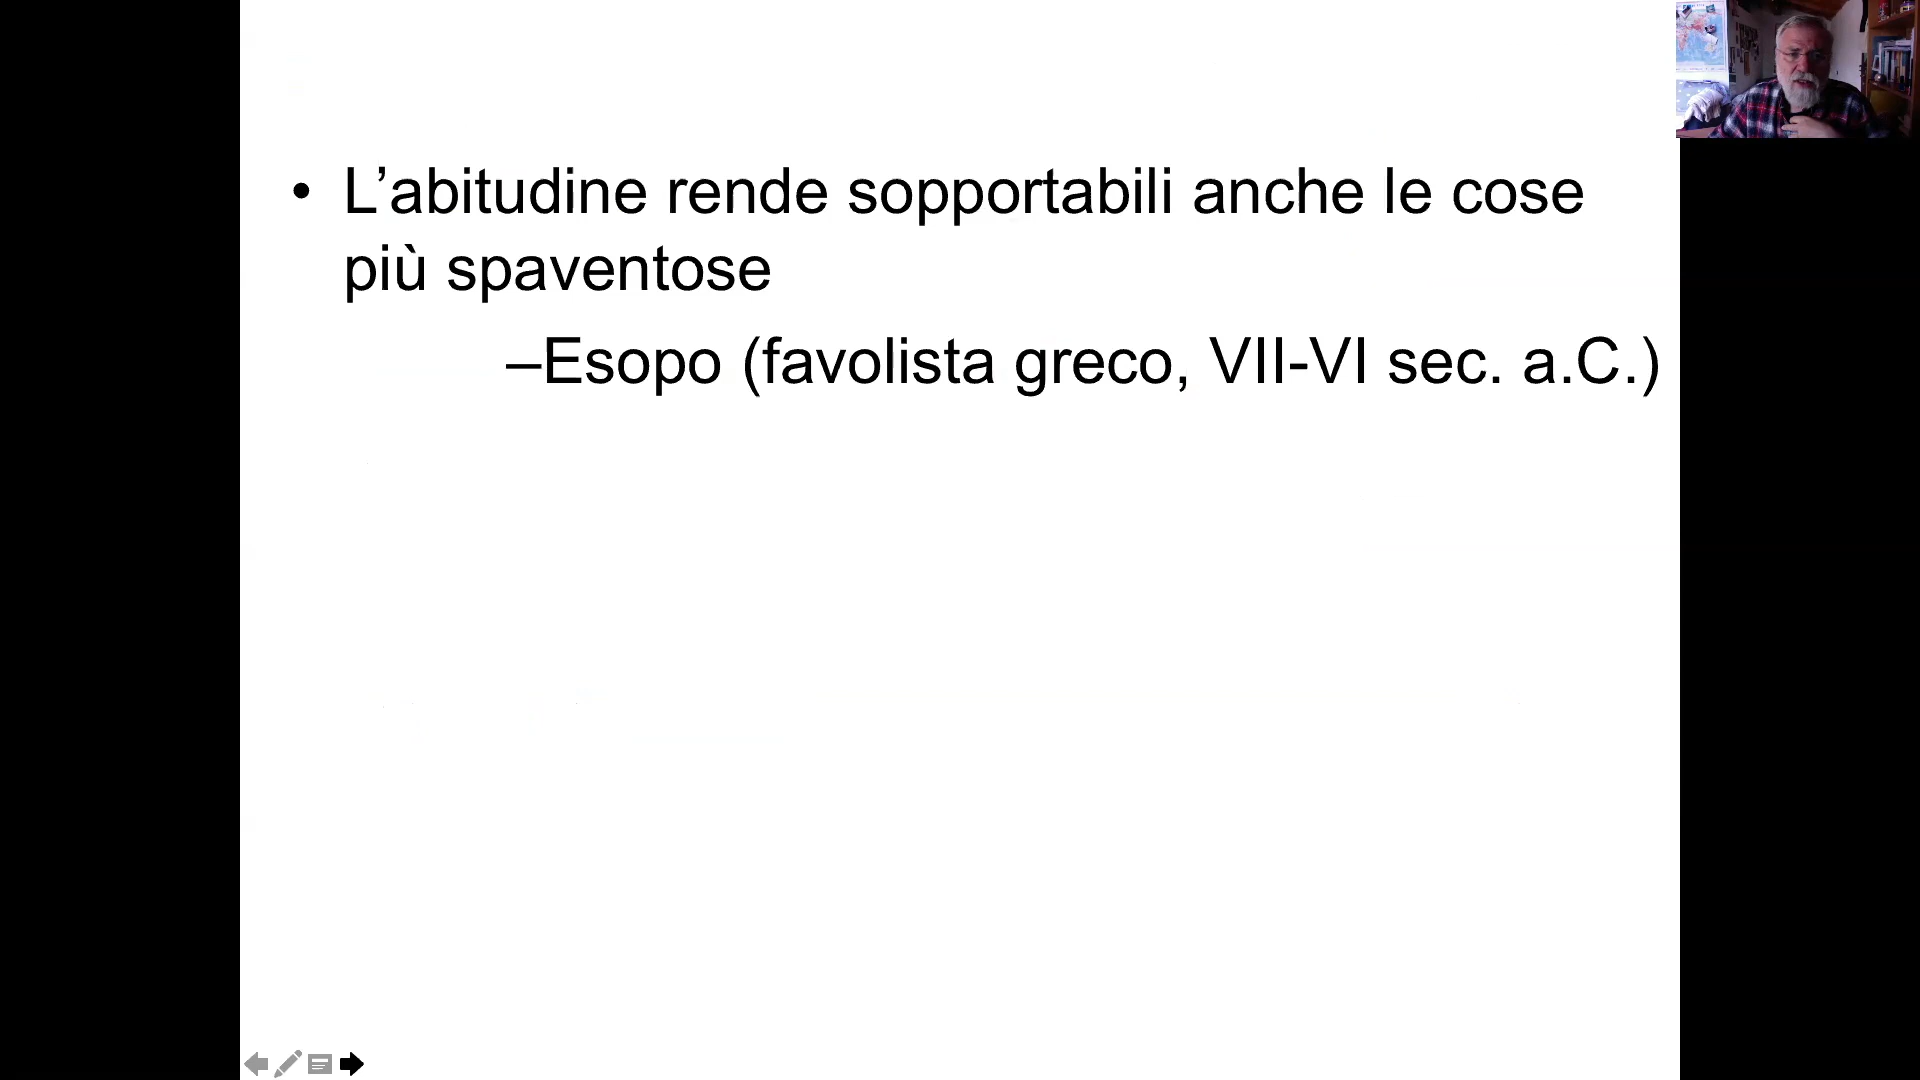 • L’abitudine rende sopportabili anche le cose
più spaventose
–Esopo (favolista greco, VII-VI sec. a.C.)